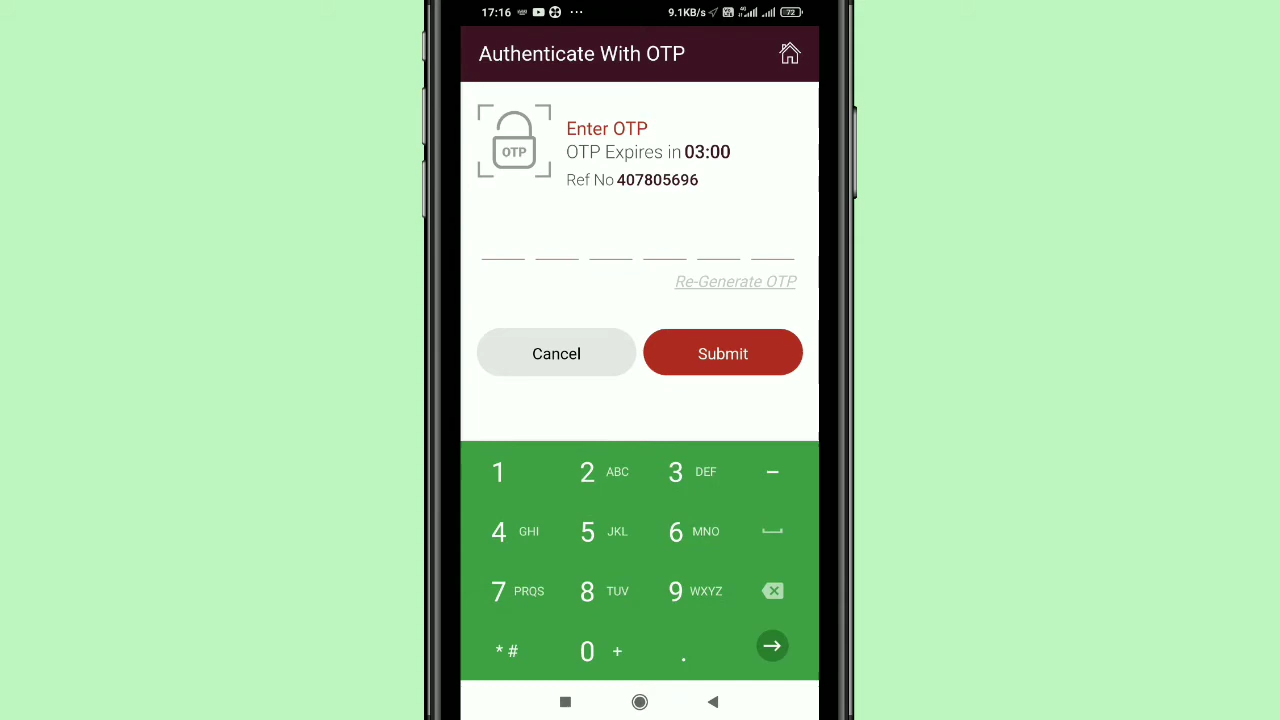 17:16 ... 9.1KB/s 4G 72
Authenticate With OTP
OTP
Enter OTP
OTP Expires in 03:00
Ref No 407805696
Re-Generate OTP
Cancel Submit
1 2 ABC 3 DEF –
4 GHI 5 JKL 6 MNO
7 PRQS 8 TUV 9 WXYZ
* # 0 + .